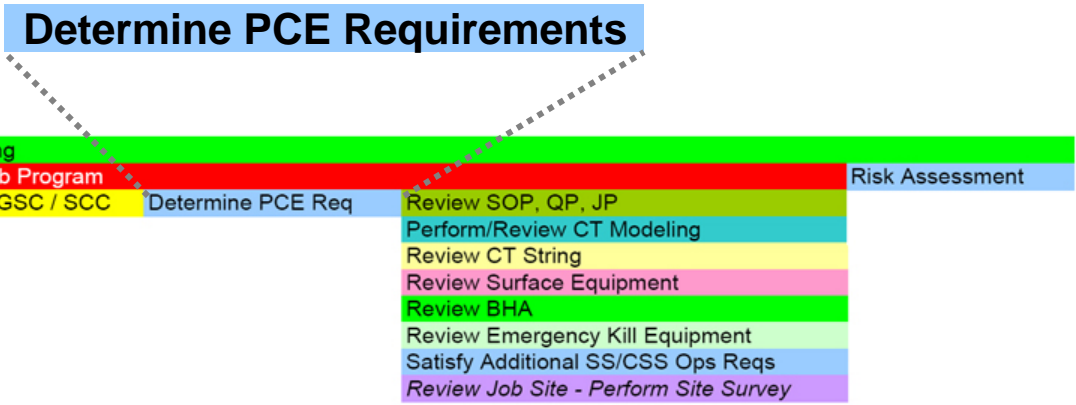 Determine PCE Requirements
Program Risk Assessment
GSC / SCC Determine PCE Req Review SOP, QP, JP
Perform/Review CT Modeling
Review CT String
Review Surface Equipment
Review BHA
Review Emergency Kill Equipment
Satisfy Additional SS/CSS Ops Reqs
Review Job Site - Perform Site Survey